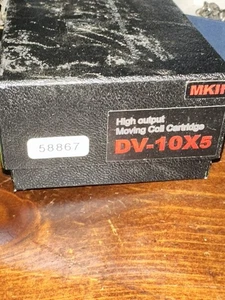 MKII
High output
Moving Coil Cartridge
58867
DV-10X5